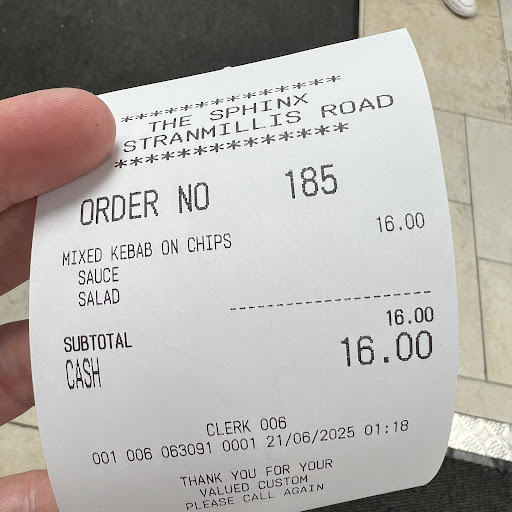 **************
THE SPHINX
STRANMILLIS ROAD
**************
ORDER NO 185
MIXED KEBAB ON CHIPS 16.00
SAUCE
SALAD
--------------------------
SUBTOTAL 16.00
CASH 16.00
CLERK 006
001 006 063091 0001 21/06/2025 01:18
THANK YOU FOR YOUR
VALUED CUSTOM
PLEASE CALL AGAIN